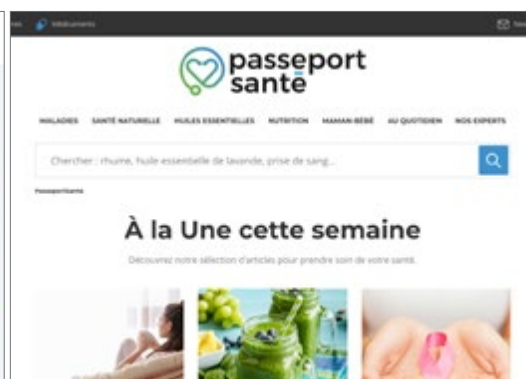 Médicaments
passeport
santé
MALADIES SANTÉ NATURELLE HUILES ESSENTIELLES NUTRITION MAMAN-BÉBÉ AU QUOTIDIEN NOS EXPERTS
Chercher : rhume, huile essentielle de lavande, prise de sang...
PasseportSanté
À la Une cette semaine
Découvrez notre sélection d'articles pour prendre soin de votre santé.